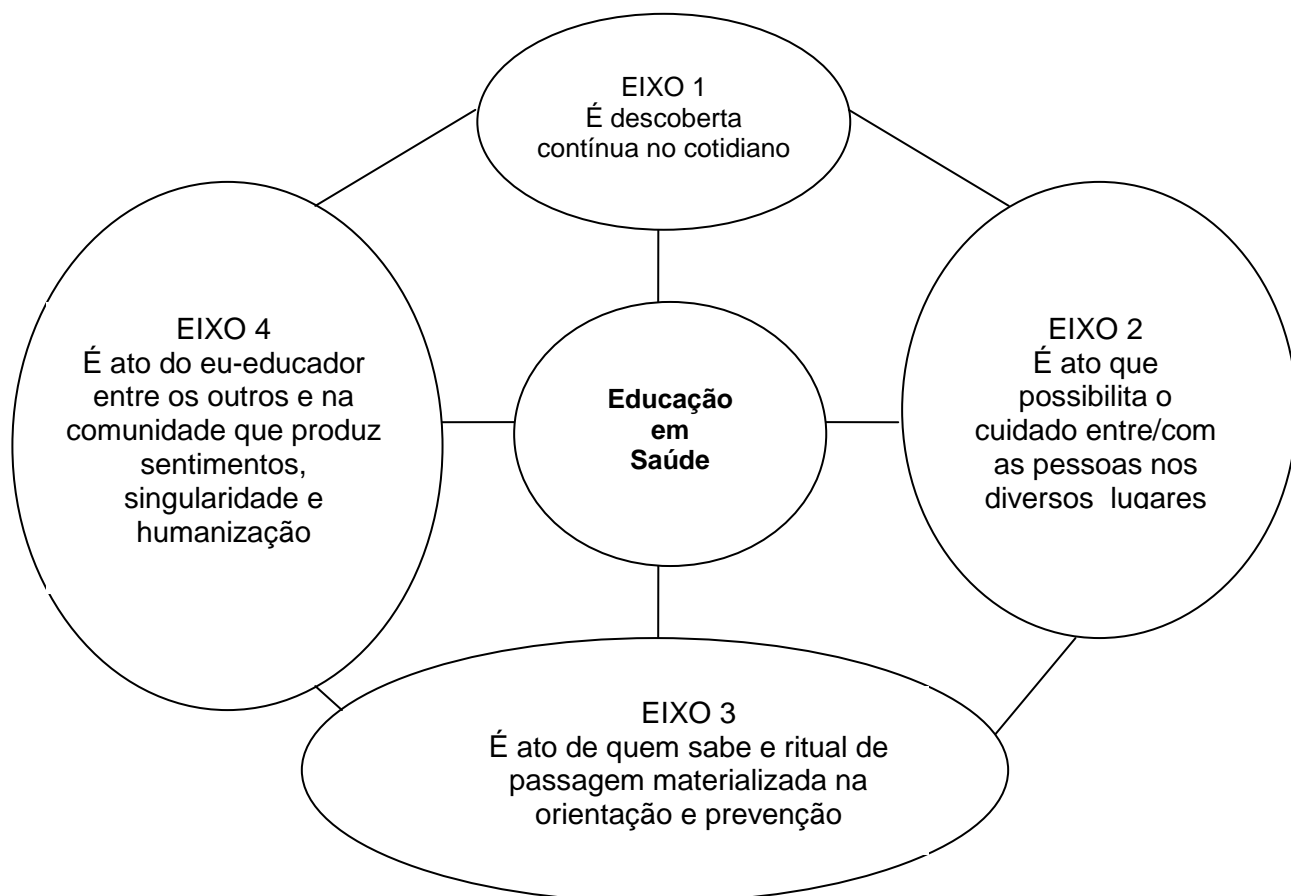 EIXO 1
É descoberta
contínua no cotidiano
EIXO 4
É ato do eu-educador
entre os outros e na
comunidade que produz
sentimentos,
singularidade e
humanização
Educação
em
Saúde
EIXO 2
É ato que
possibilita o
cuidado entre/com
as pessoas nos
diversos lugares
EIXO 3
É ato de quem sabe e ritual de
passagem materializada na
orientação e prevenção